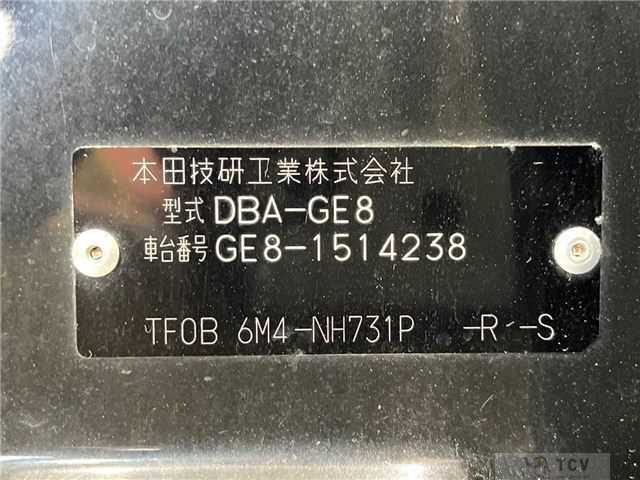 本田技研工業株式会社
型式 DBA-GE8
車台番号 GE8-1514238
TF0B 6M4-NH731P -R -S
TCV